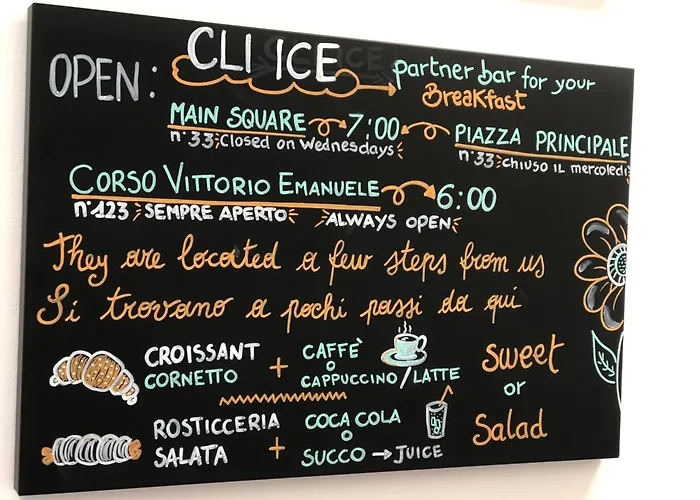 OPEN: CLI ICE partner bar for your
Breakfast
MAIN SQUARE 7:00 PIAZZA PRINCIPALE
n°33; Closed on Wednesdays n°33; CHIUSO IL mercoledì
CORSO VITTORIO EMANUELE 6:00
n°123 SEMPRE APERTO ALWAYS OPEN
They are located a few steps from us
Si trovano a pochi passi da qui
CROISSANT + CAFFÈ Sweet
CORNETTO O
CAPPUCCINO/LATTE
or
ROSTICCERIA + COCA COLA Salad
SALATA O
SUCCO → JUICE